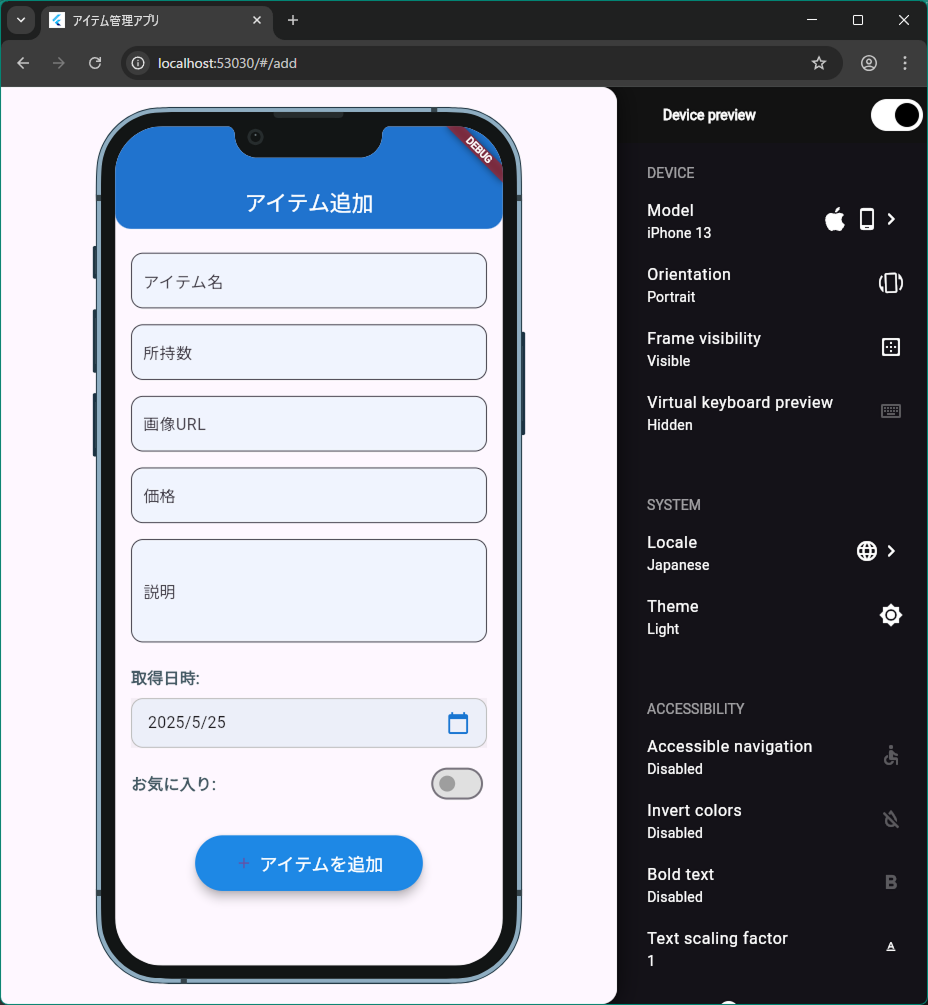 アイテム管理アプリ
localhost:53030/#/add
DEBUG
アイテム追加
アイテム名
所持数
画像URL
価格
説明
取得日時:
2025/5/25
お気に入り:
+ アイテムを追加
Device preview
DEVICE
Model
iPhone 13
Orientation
Portrait
Frame visibility
Visible
Virtual keyboard preview
Hidden
SYSTEM
Locale
Japanese
Theme
Light
ACCESSIBILITY
Accessible navigation
Disabled
Invert colors
Disabled
Bold text
Disabled
B
Text scaling factor
1
A